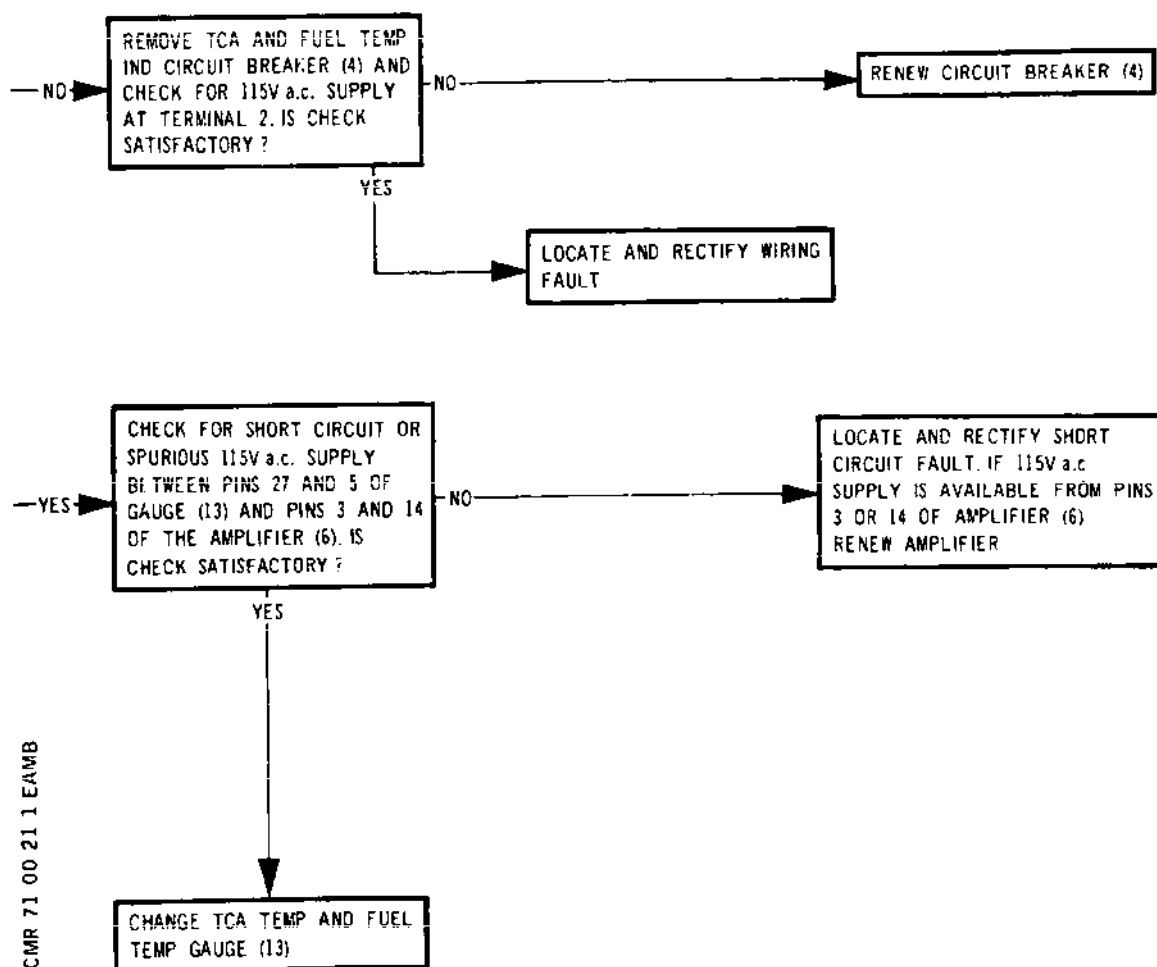 REMOVE TCA AND FUEL TEMP
IND CIRCUIT BREAKER (4) AND
CHECK FOR 115V a.c. SUPPLY
AT TERMINAL 2. IS CHECK
SATISFACTORY ?
NO
NO
RENEW CIRCUIT BREAKER (4)
YES
LOCATE AND RECTIFY WIRING
FAULT
CHECK FOR SHORT CIRCUIT OR
SPURIOUS 115V a.c. SUPPLY
BETWEEN PINS 27 AND 5 OF
GAUGE (13) AND PINS 3 AND 14
OF THE AMPLIFIER (6). IS
CHECK SATISFACTORY ?
YES
NO
LOCATE AND RECTIFY SHORT
CIRCUIT FAULT. IF 115V a.c
SUPPLY IS AVAILABLE FROM PINS
3 OR 14 OF AMPLIFIER (6)
RENEW AMPLIFIER
YES
CHANGE TCA TEMP AND FUEL
TEMP GAUGE (13)
CMR 71 00 21 1 EAMB